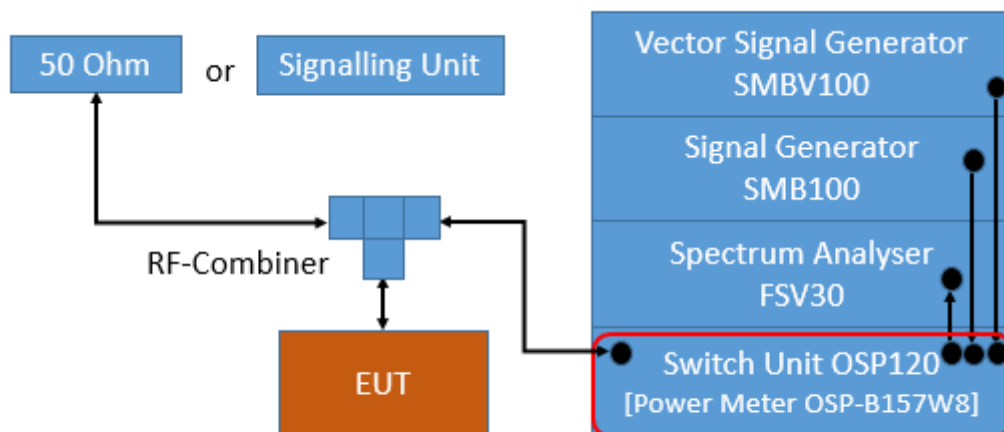 50 Ohm
or
Signalling Unit
RF-Combiner
EUT
Vector Signal Generator
SMBV100
Signal Generator
SMB100
Spectrum Analyser
FSV30
Switch Unit OSP120
[Power Meter OSP-B157W8]